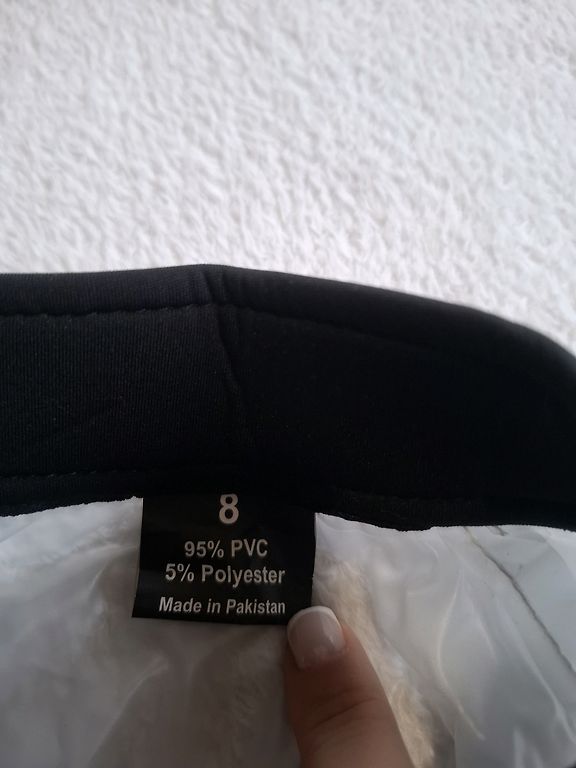 8
95% PVC
5% Polyester
Made in Pakistan